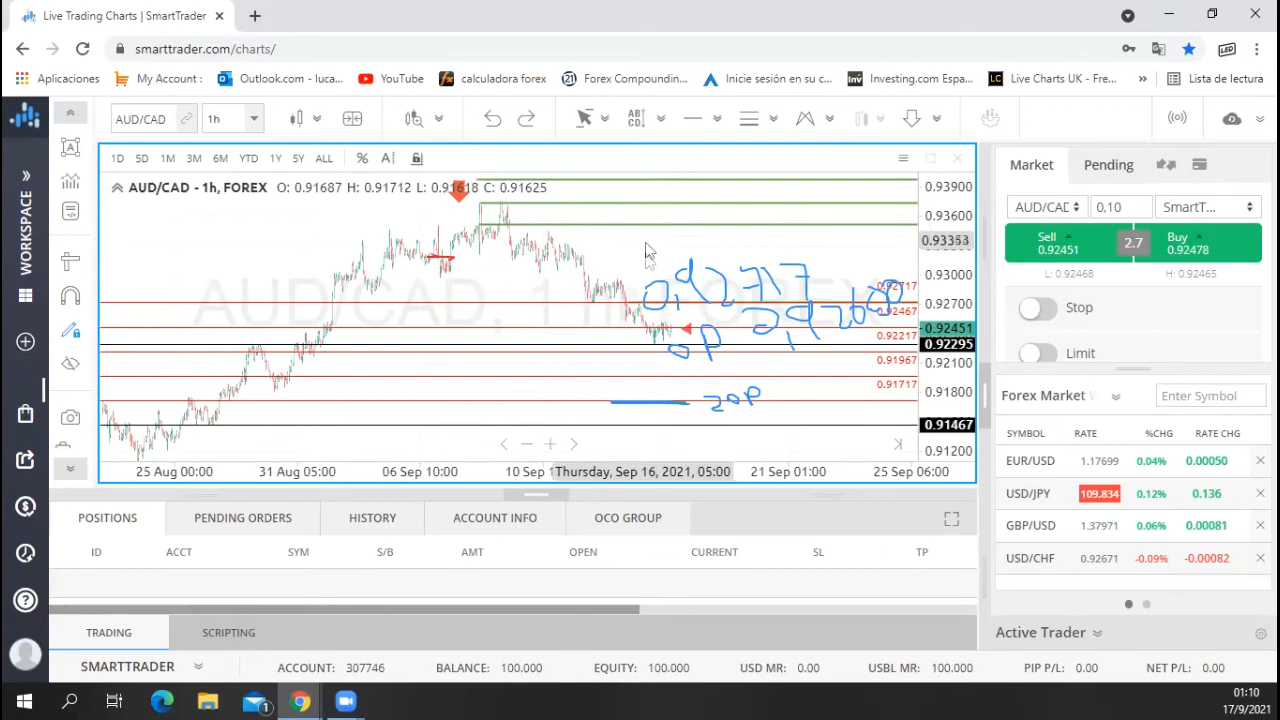 Live Trading Charts | SmartTrader
smarttrader.com/charts/
Aplicaciones My Account : Outlook.com - luca... YouTube calculadora forex Forex Compoundin... Inicie sesión en su c... Investing.com Espa... Live Charts UK - Fre... » Lista de lectura
AUD/CAD 1h
1D 5D 1M 3M 6M YTD 1Y 5Y ALL
AUD/CAD - 1h, FOREX O: 0.91687 H: 0.91712 L: 0.91618 C: 0.91625
AUD/CAD, 1h, FOREX
0.93900
0.93600
0.93353
0.93000
0.92717
0.92700
0.92467
0.92451
0.92217
0.92295
0.92100
0.91967
0.91800
0.91717
0.91467
0.91200
20P
25 Aug 00:00 31 Aug 05:00 06 Sep 10:00 10 Sep 1 Thursday, Sep 16, 2021, 05:00 21 Sep 01:00 25 Sep 06:00
WORKSPACE
Market Pending
AUD/CAD 0,10 SmartT...
Sell 0.92451 2.7 Buy 0.92478
L: 0.92468 H: 0.92465
Stop
Limit
Forex Market Enter Symbol
SYMBOL RATE %CHG RATE CHG
EUR/USD 1.17699 0.04% 0.00050
USD/JPY 109.834 0.12% 0.136
GBP/USD 1.37971 0.06% 0.00081
USD/CHF 0.92671 -0.09% -0.00082
Active Trader
POSITIONS PENDING ORDERS HISTORY ACCOUNT INFO OCO GROUP
ID ACCT SYM S/B AMT OPEN CURRENT SL TP
TRADING SCRIPTING
SMARTTRADER ACCOUNT: 307746 BALANCE: 100.000 EQUITY: 100.000 USD MR: 0.00 USBL MR: 100.000 PIP P/L: 0.00 NET P/L: 0.00
01:10
17/9/2021